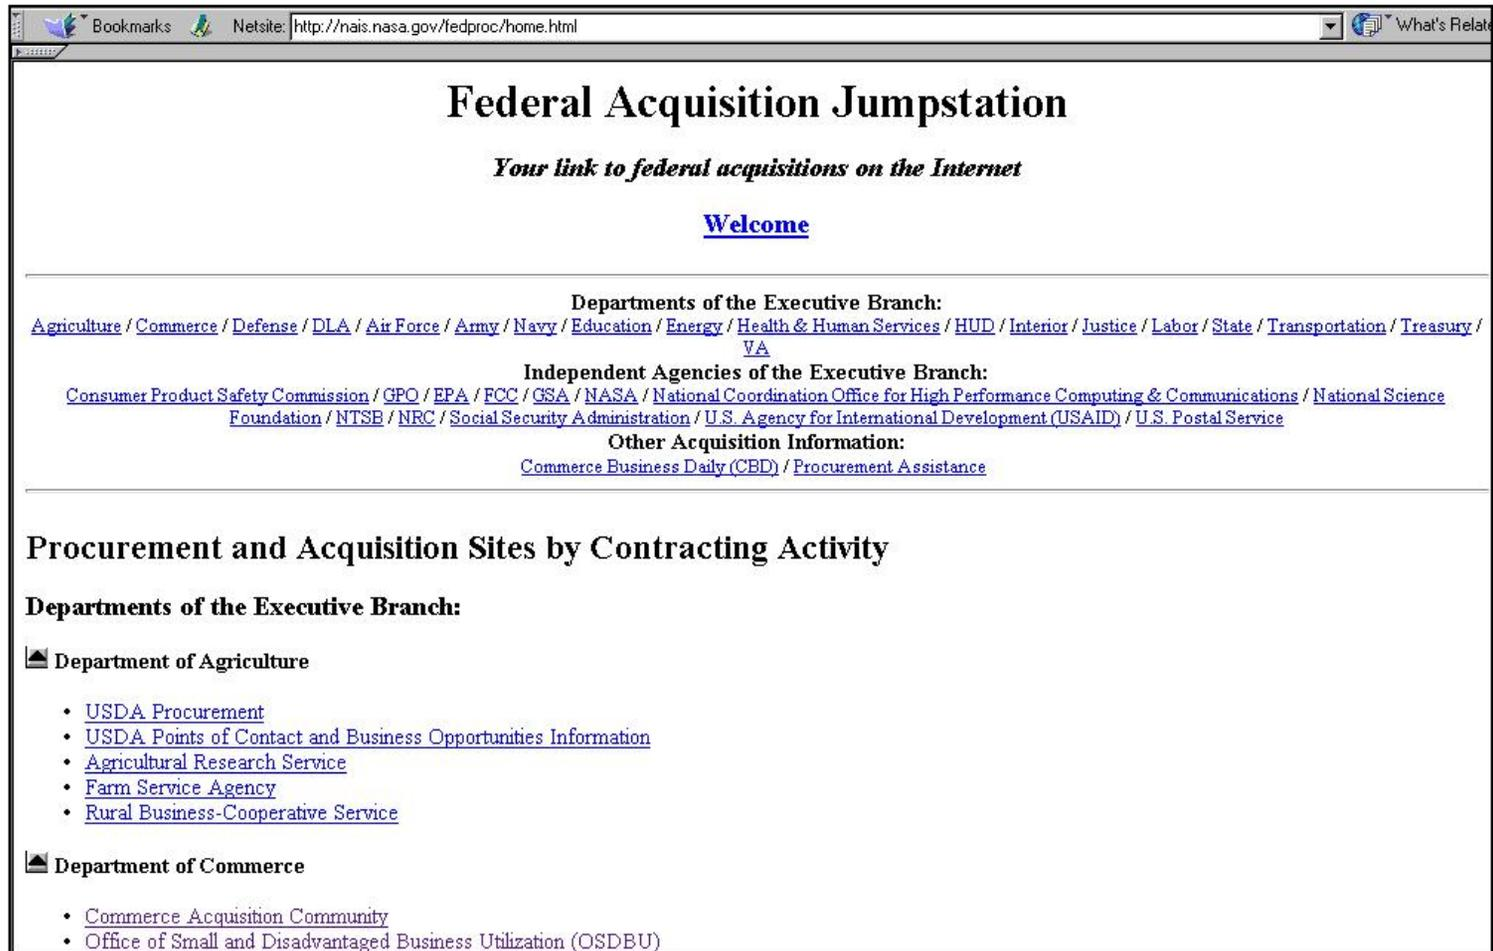 Bookmarks Netsite: http://nais.nasa.gov/fedproc/home.html What's Relate
Federal Acquisition Jumpstation
Your link to federal acquisitions on the Internet
Welcome
Departments of the Executive Branch:
Agriculture / Commerce / Defense / DLA / Air Force / Army / Navy / Education / Energy / Health & Human Services / HUD / Interior / Justice / Labor / State / Transportation / Treasury /
VA
Independent Agencies of the Executive Branch:
Consumer Product Safety Commission / GPO / EPA / FCC / GSA / NASA / National Coordination Office for High Performance Computing & Communications / National Science
Foundation / NTSB / NRC / Social Security Administration / U.S. Agency for International Development (USAID) / U.S. Postal Service
Other Acquisition Information:
Commerce Business Daily (CBD) / Procurement Assistance
Procurement and Acquisition Sites by Contracting Activity
Departments of the Executive Branch:
Department of Agriculture
• USDA Procurement
• USDA Points of Contact and Business Opportunities Information
• Agricultural Research Service
• Farm Service Agency
• Rural Business-Cooperative Service
Department of Commerce
• Commerce Acquisition Community
• Office of Small and Disadvantaged Business Utilization (OSDBU)